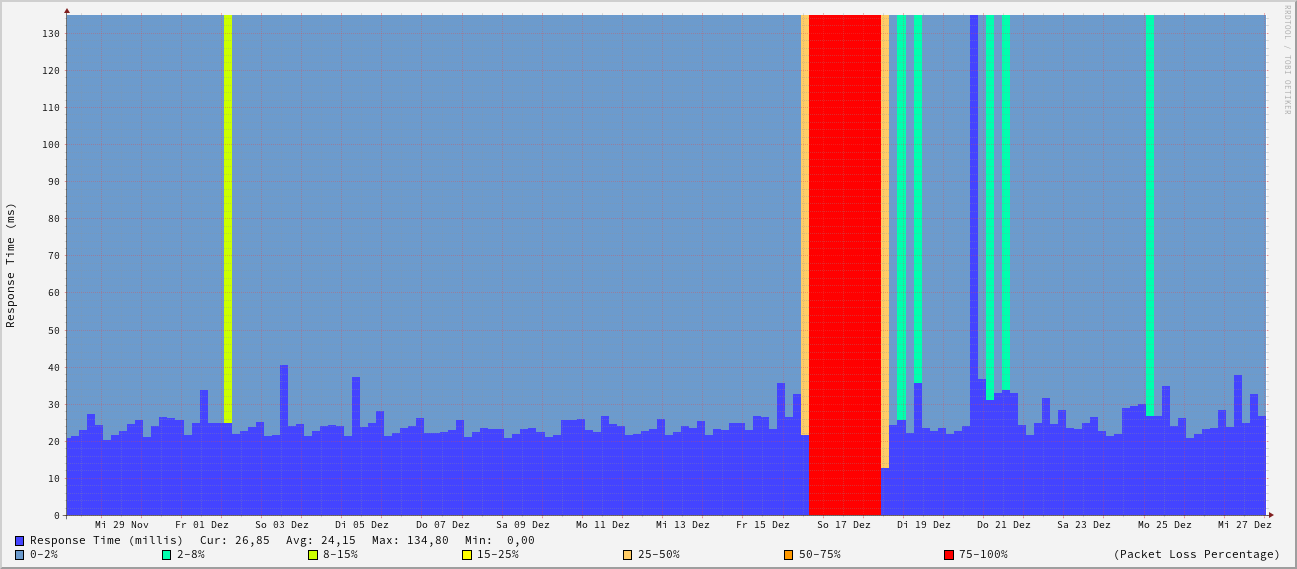 RRDTOOL / TOBI OETIKER
Response Time (ms)
130
120
110
100
90
80
70
60
50
40
30
20
10
0
Mi 29 Nov Fr 01 Dez So 03 Dez Di 05 Dez Do 07 Dez Sa 09 Dez Mo 11 Dez Mi 13 Dez Fr 15 Dez So 17 Dez Di 19 Dez Do 21 Dez Sa 23 Dez Mo 25 Dez Mi 27 Dez
Response Time (millis) Cur: 26,85 Avg: 24,15 Max: 134,80 Min: 0,00
0-2% 2-8% 8-15% 15-25% 25-50% 50-75% 75-100% (Packet Loss Percentage)